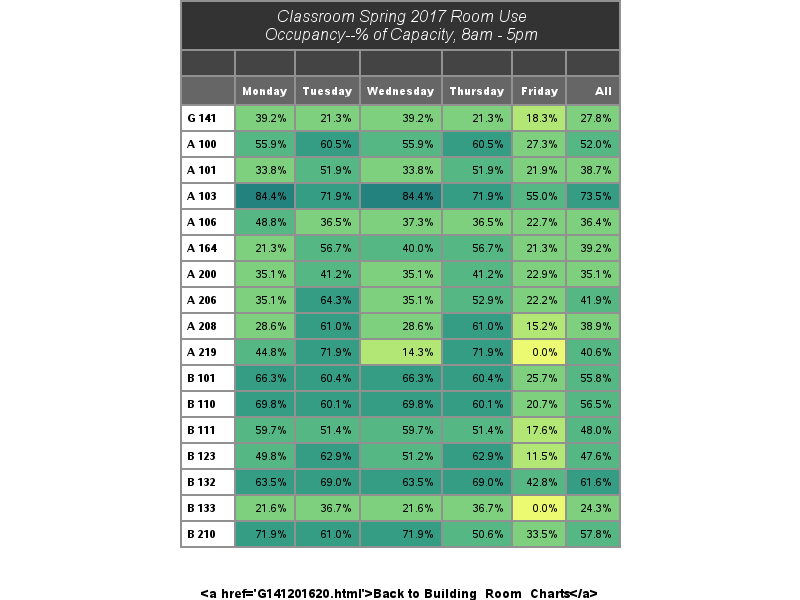 Classroom Spring 2017 Room Use
Occupancy--% of Capacity, 8am - 5pm
Monday Tuesday Wednesday Thursday Friday All
G 141 39.2% 21.3% 39.2% 21.3% 18.3% 27.8%
A 100 55.9% 60.5% 55.9% 60.5% 27.3% 52.0%
A 101 33.8% 51.9% 33.8% 51.9% 21.9% 38.7%
A 103 84.4% 71.9% 84.4% 71.9% 55.0% 73.5%
A 106 48.8% 36.5% 37.3% 36.5% 22.7% 36.4%
A 164 21.3% 56.7% 40.0% 56.7% 21.3% 39.2%
A 200 35.1% 41.2% 35.1% 41.2% 22.9% 35.1%
A 206 35.1% 64.3% 35.1% 52.9% 22.2% 41.9%
A 208 28.6% 61.0% 28.6% 61.0% 15.2% 38.9%
A 219 44.8% 71.9% 14.3% 71.9% 0.0% 40.6%
B 101 66.3% 60.4% 66.3% 60.4% 25.7% 55.8%
B 110 69.8% 60.1% 69.8% 60.1% 20.7% 56.5%
B 111 59.7% 51.4% 59.7% 51.4% 17.6% 48.0%
B 123 49.8% 62.9% 51.2% 62.9% 11.5% 47.6%
B 132 63.5% 69.0% 63.5% 69.0% 42.8% 61.6%
B 133 21.6% 36.7% 21.6% 36.7% 0.0% 24.3%
B 210 71.9% 61.0% 71.9% 50.6% 33.5% 57.8%
<a href='G141201620.html'>Back to Building_Room_Charts</a>